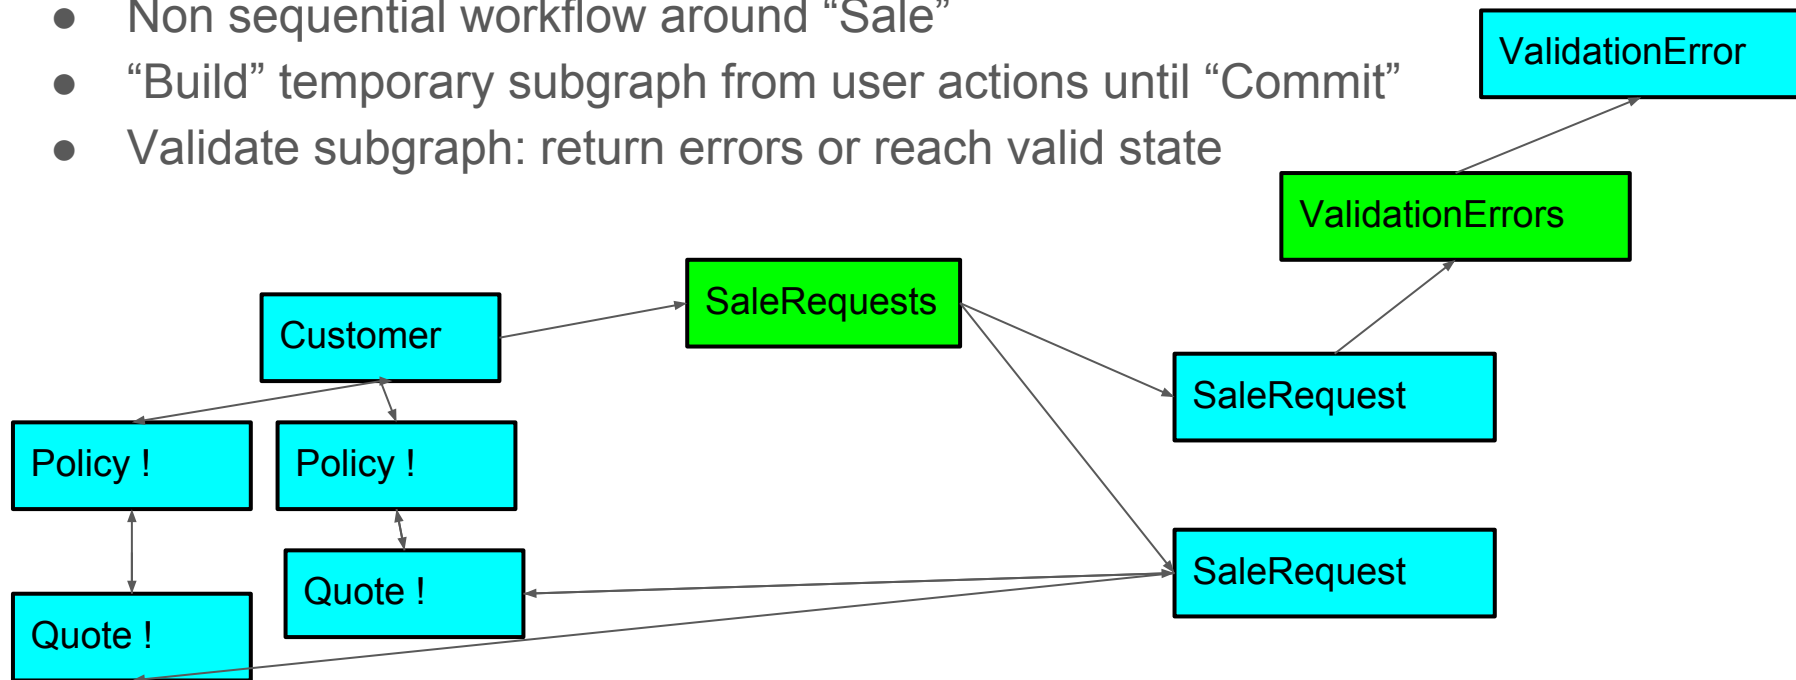 ● Non sequential workflow around “Sale”
● “Build” temporary subgraph from user actions until “Commit”
● Validate subgraph: return errors or reach valid state
ValidationError
ValidationErrors
SaleRequests
Customer
SaleRequest
Policy !
Policy !
SaleRequest
Quote !
Quote !